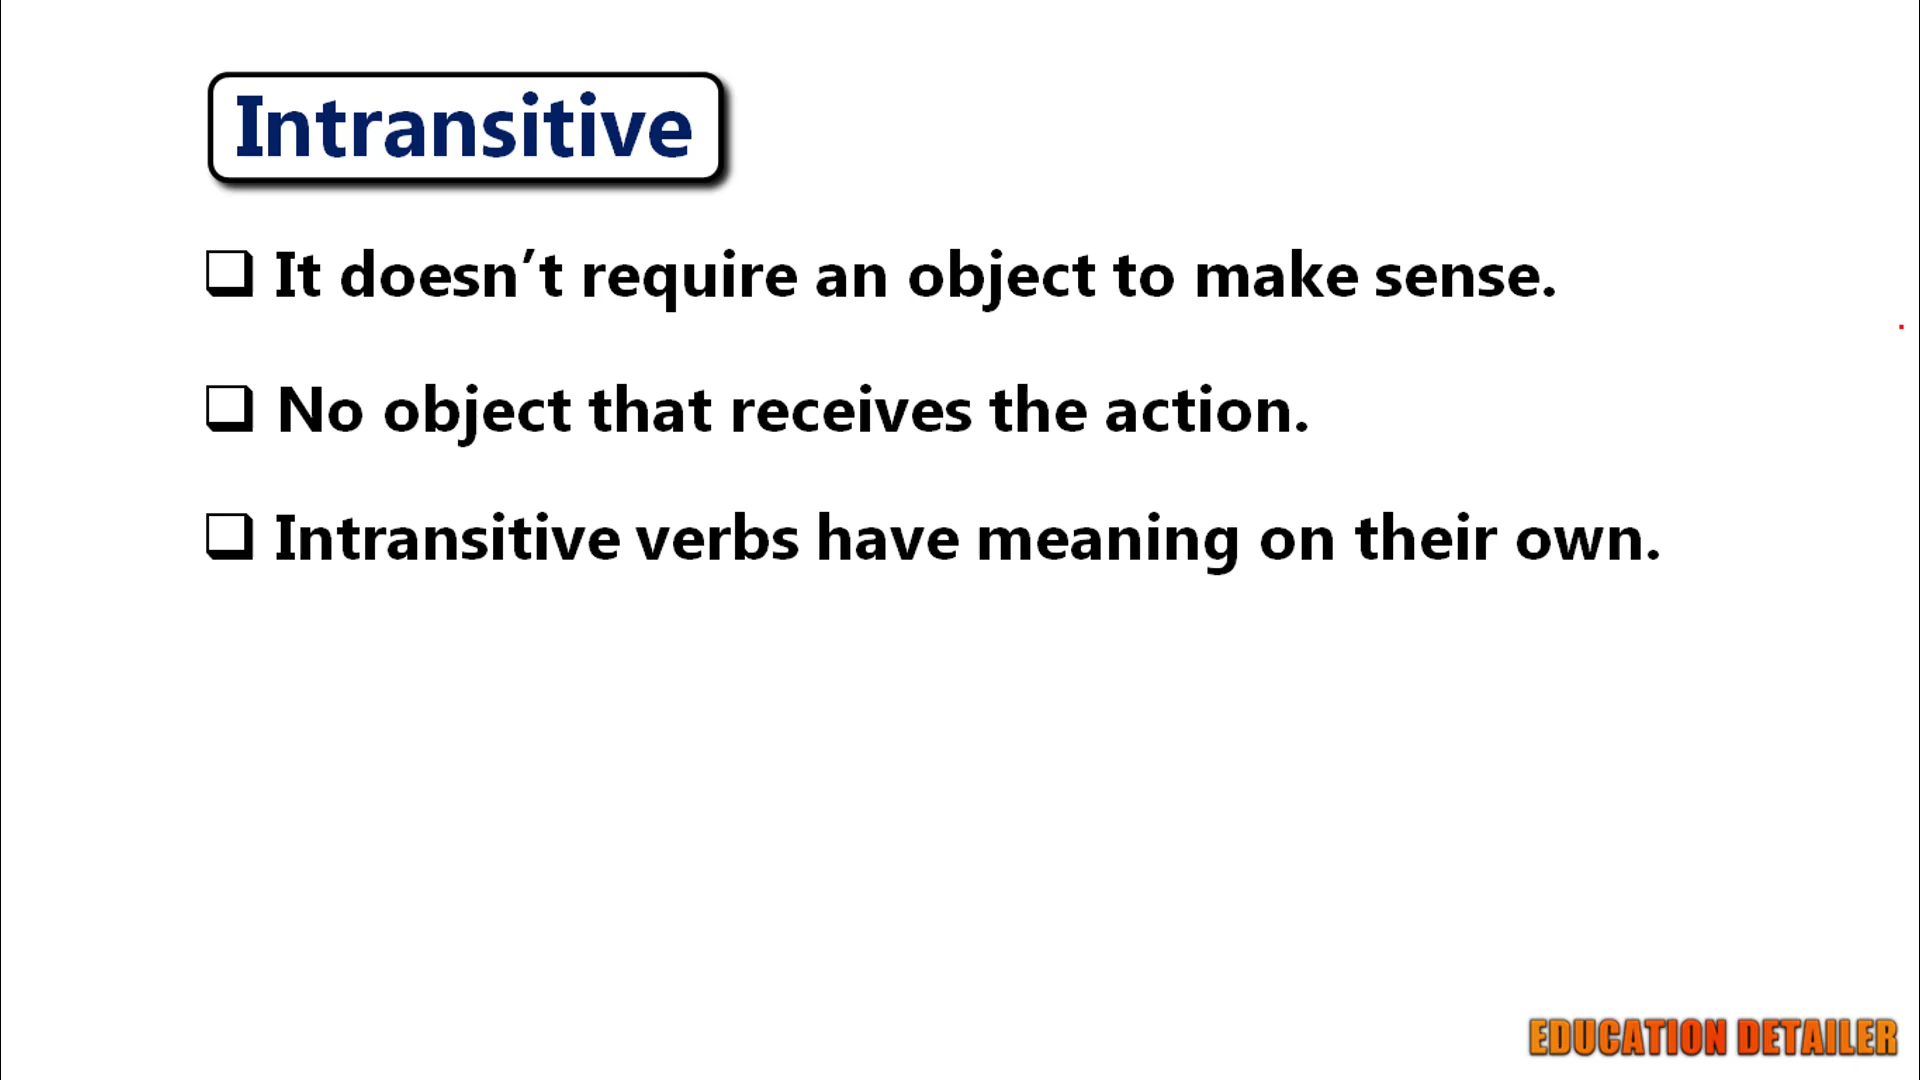 Intransitive
It doesn’t require an object to make sense.
No object that receives the action.
Intransitive verbs have meaning on their own.
EDUCATION DETAILER